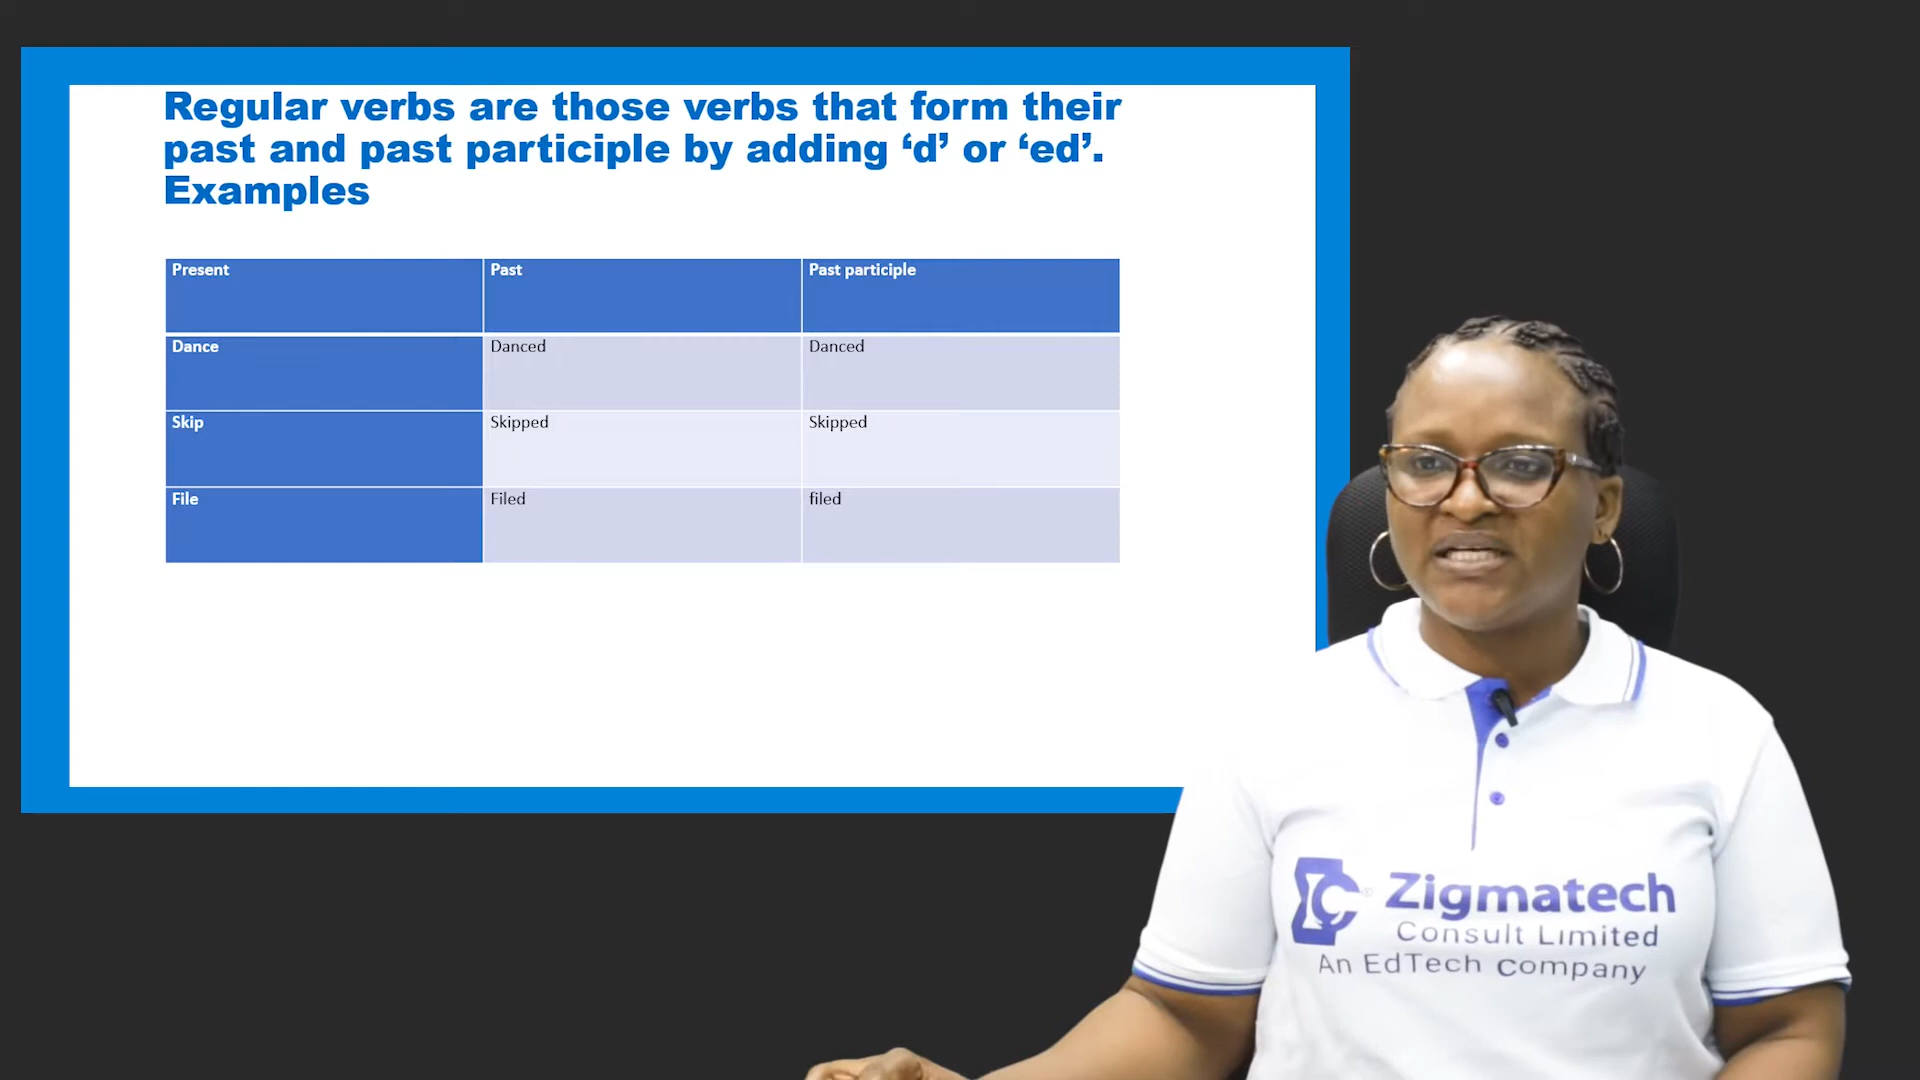 Regular verbs are those verbs that form their
past and past participle by adding ‘d’ or ‘ed’.
Examples
Present Past Past participle
Dance Danced Danced
Skip Skipped Skipped
File Filed filed
Zigmatech
Consult Limited
An EdTech company